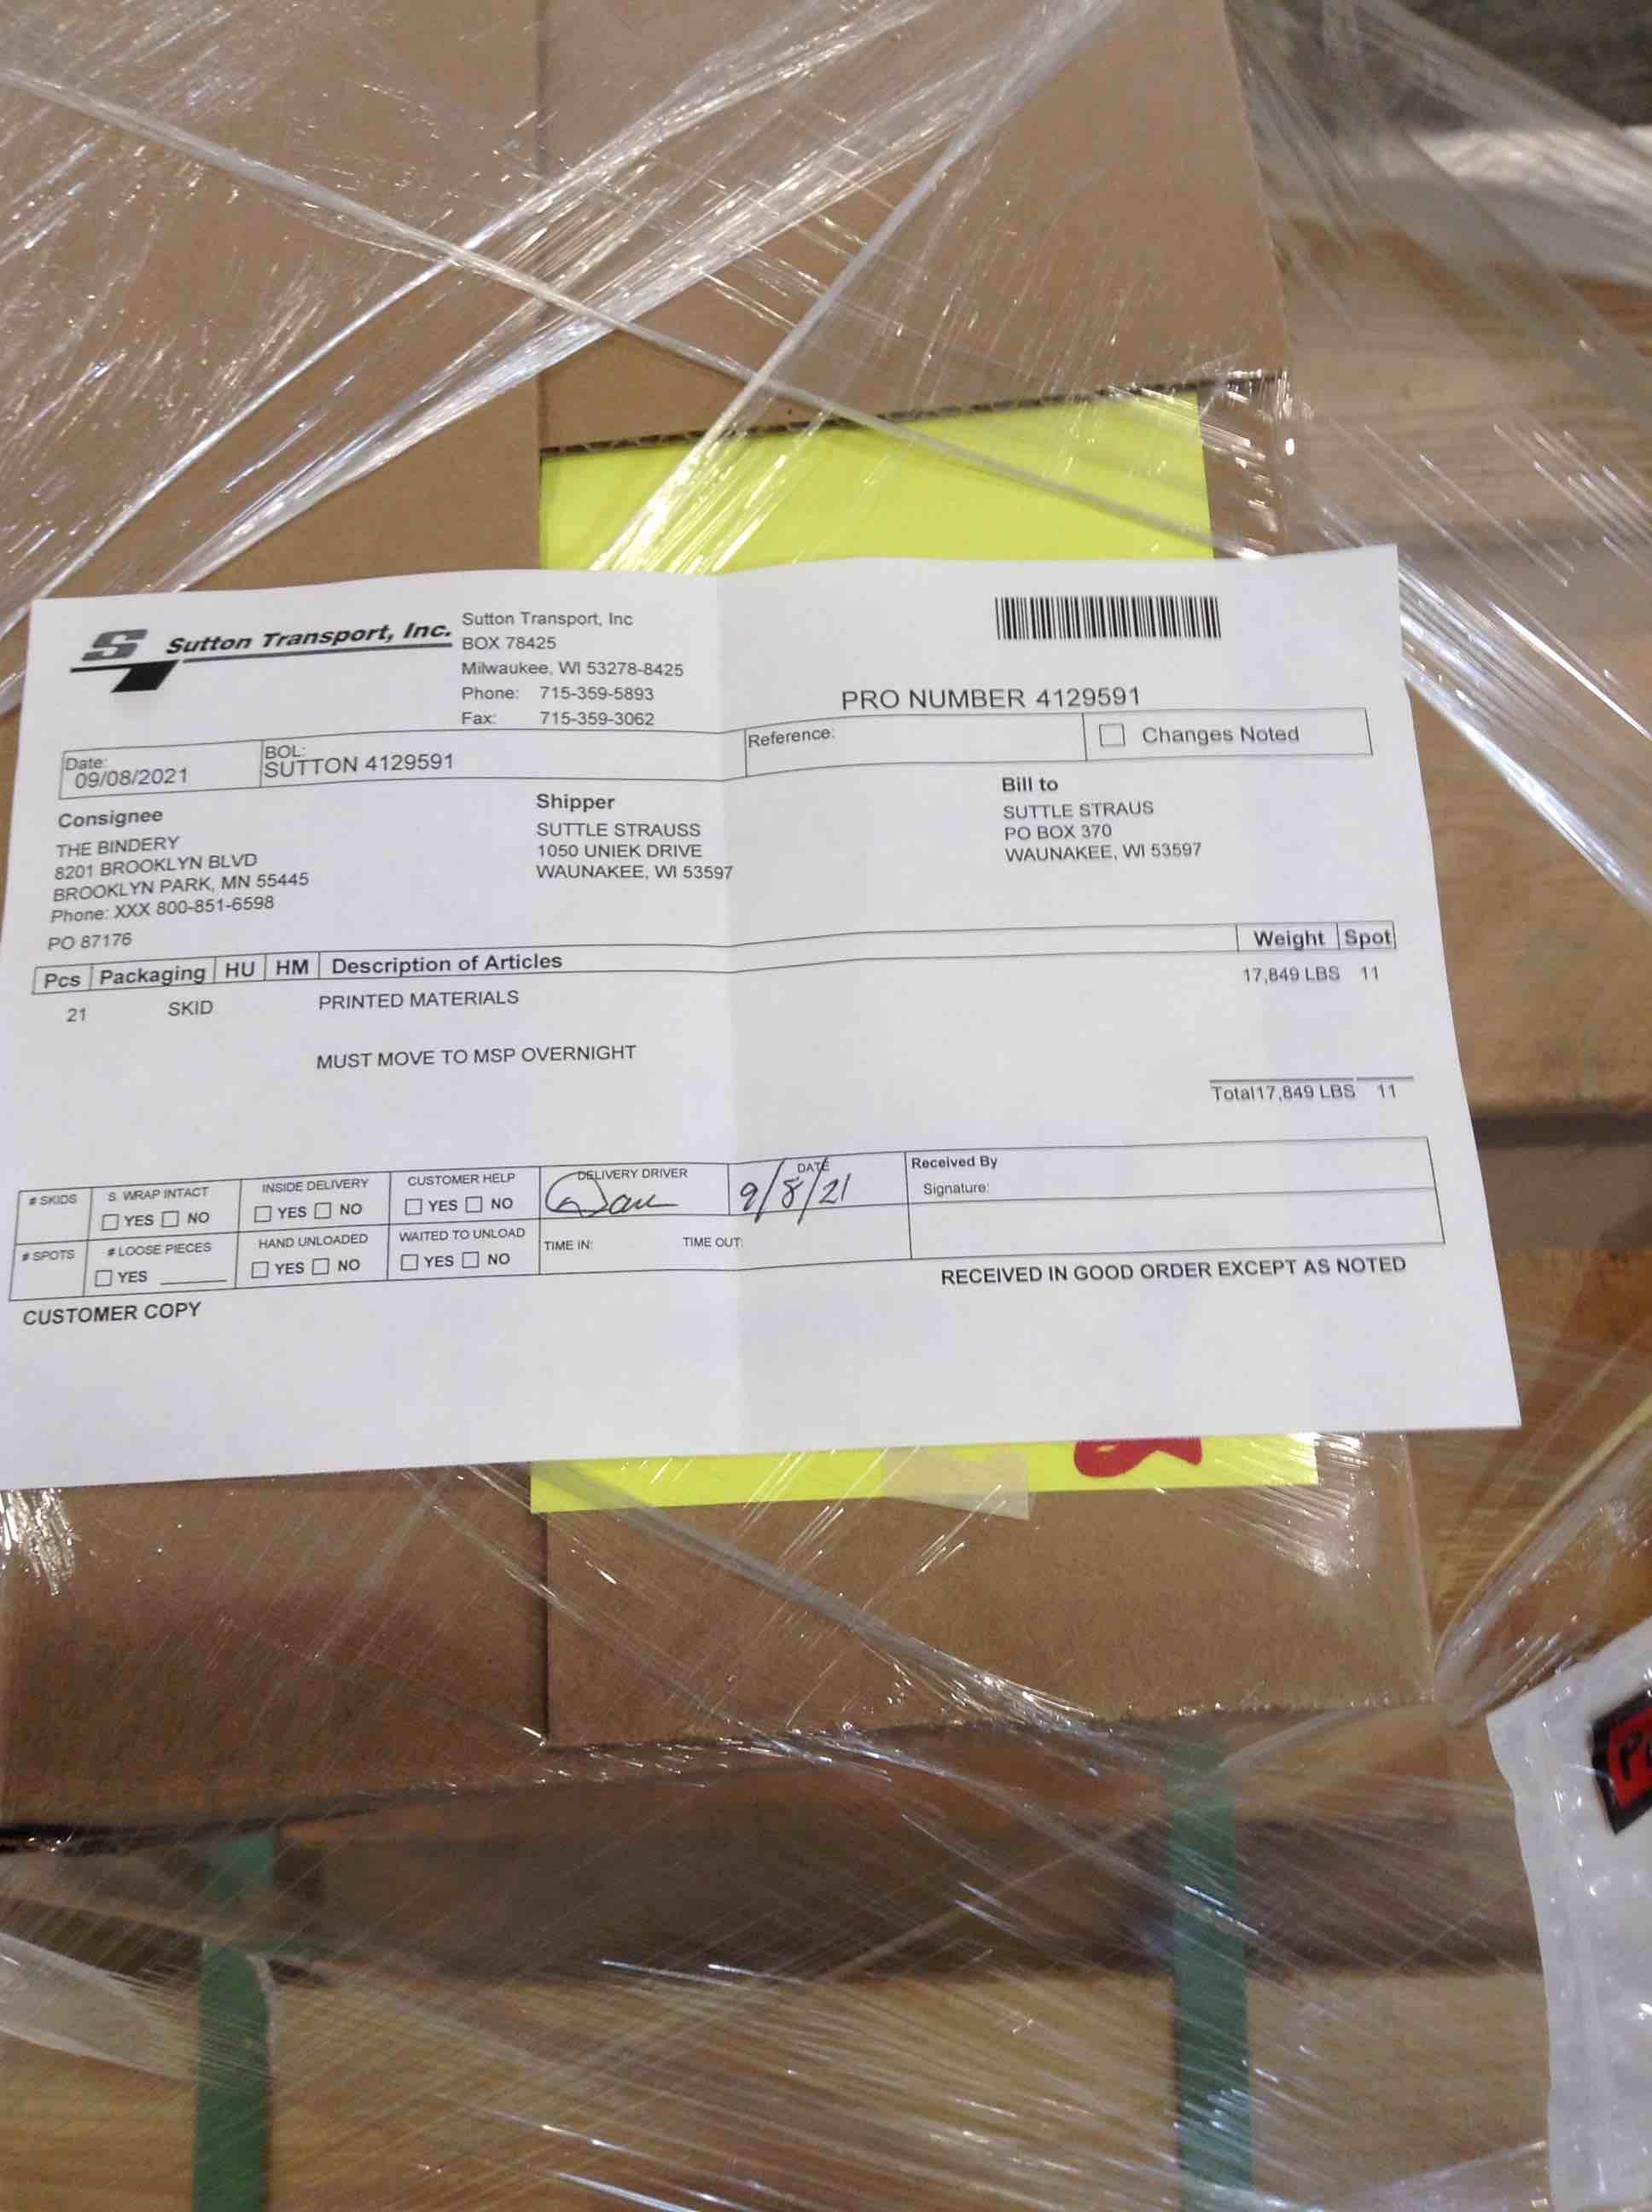 Sutton Transport, Inc.
Sutton Transport, Inc
BOX 78425
Milwaukee, WI 53278-8425
Phone: 715-359-5893
Fax: 715-359-3062
PRO NUMBER 4129591
Date:
09/08/2021
BOL:
SUTTON 4129591
Reference:
Changes Noted
Consignee
THE BINDERY
8201 BROOKLYN BLVD
BROOKLYN PARK, MN 55445
Phone: XXX 800-851-6598
PO 87176
Shipper
SUTTLE STRAUSS
1050 UNIEK DRIVE
WAUNAKEE, WI 53597
Bill to
SUTTLE STRAUS
PO BOX 370
WAUNAKEE, WI 53597
Pcs Packaging HU HM Description of Articles Weight Spot
21 SKID PRINTED MATERIALS 17,849 LBS 11
MUST MOVE TO MSP OVERNIGHT
Total17,849 LBS 11
# SKIDS
S. WRAP INTACT
YES NO
INSIDE DELIVERY
YES NO
CUSTOMER HELP
YES NO
DELIVERY DRIVER
Dan
DATE
9/8/21
Received By
Signature:
# SPOTS
# LOOSE PIECES
YES
HAND UNLOADED
YES NO
WAITED TO UNLOAD
YES NO
TIME IN: TIME OUT:
RECEIVED IN GOOD ORDER EXCEPT AS NOTED
CUSTOMER COPY